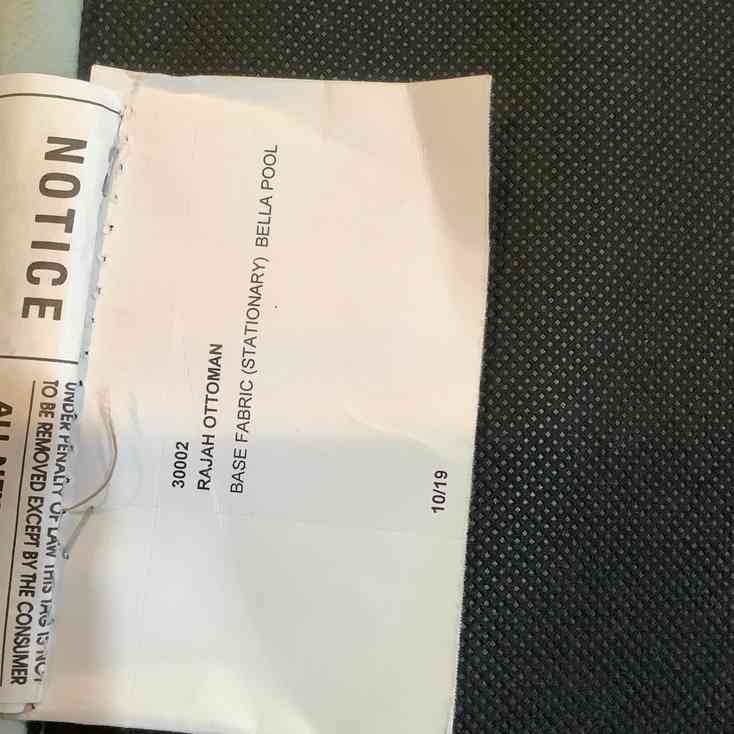 NOTICE
UNDER PENALTY OF LAW THIS TAG IS NOT
TO BE REMOVED EXCEPT BY THE CONSUMER
30002
RAJAH OTTOMAN
BASE FABRIC (STATIONARY) BELLA POOL
10/19